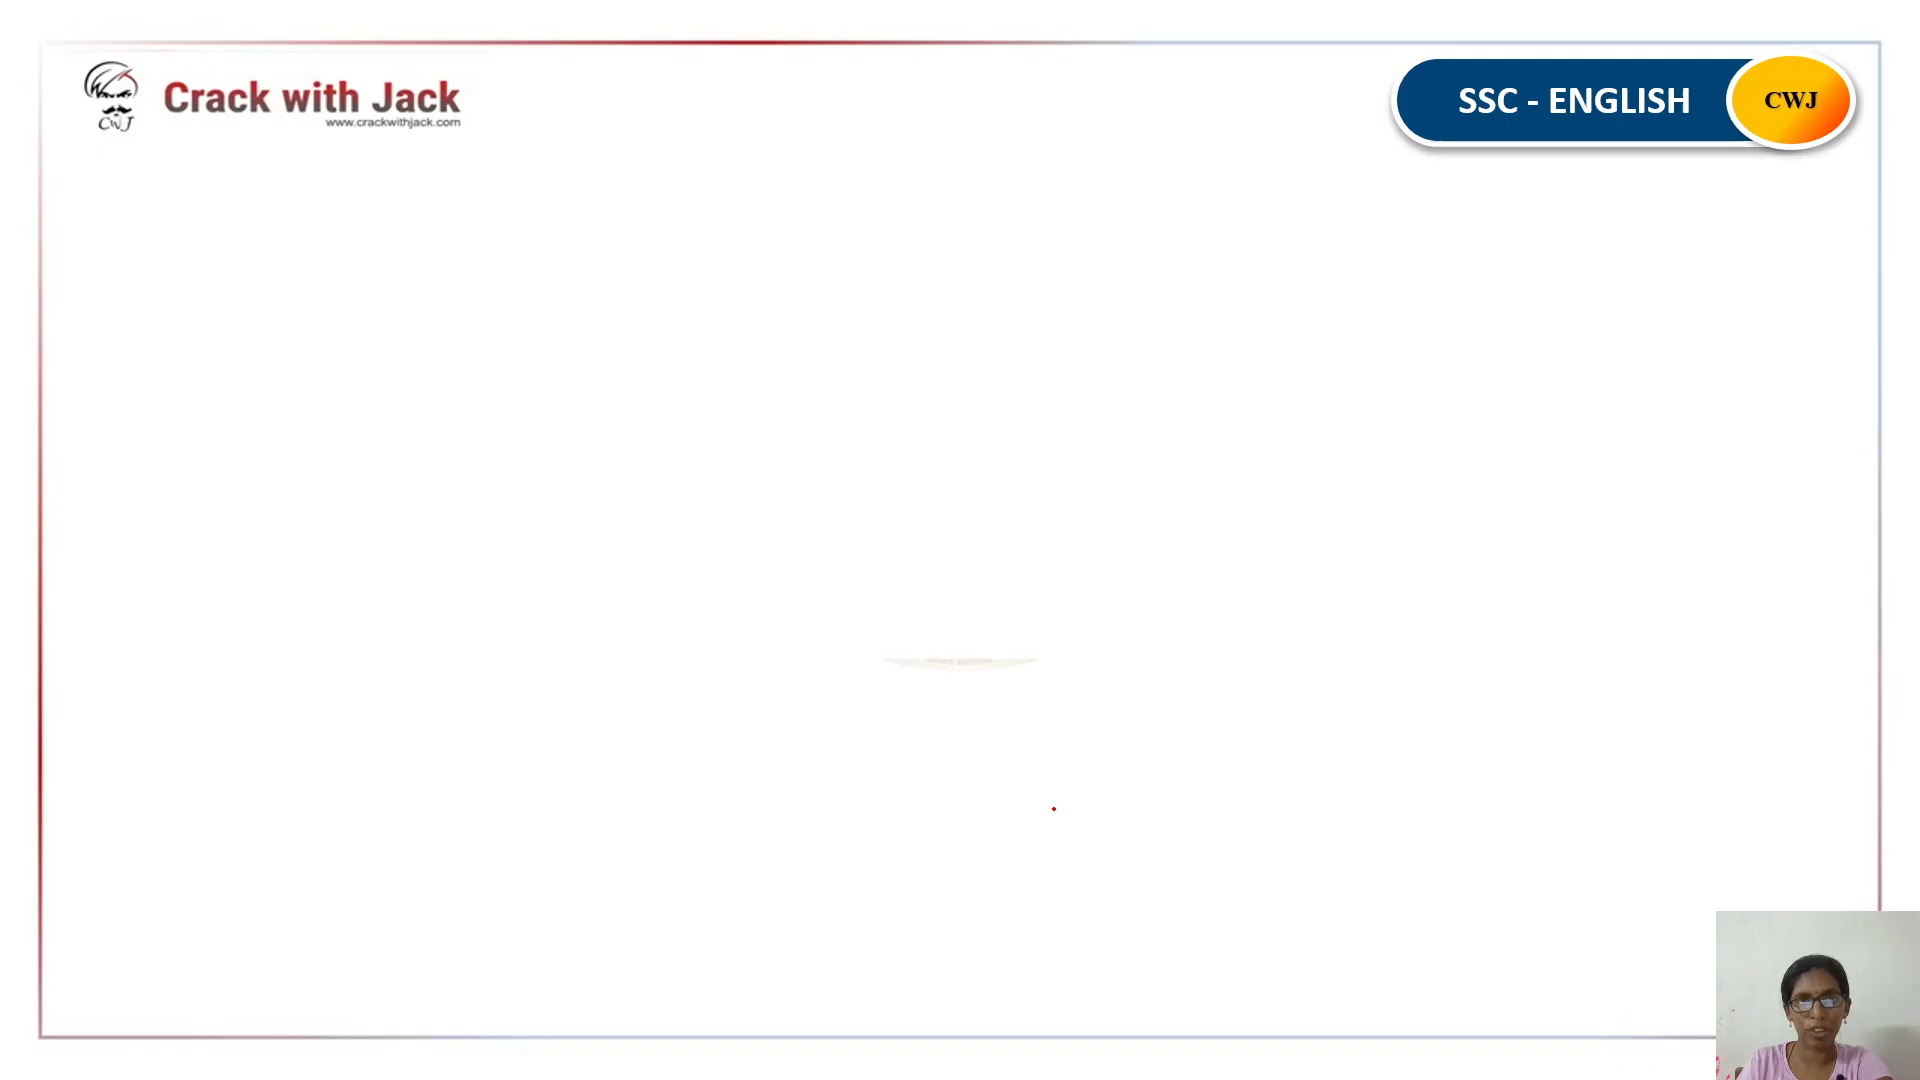 Crack with Jack
www.crackwithjack.com
CWJ
SSC - ENGLISH
CWJ